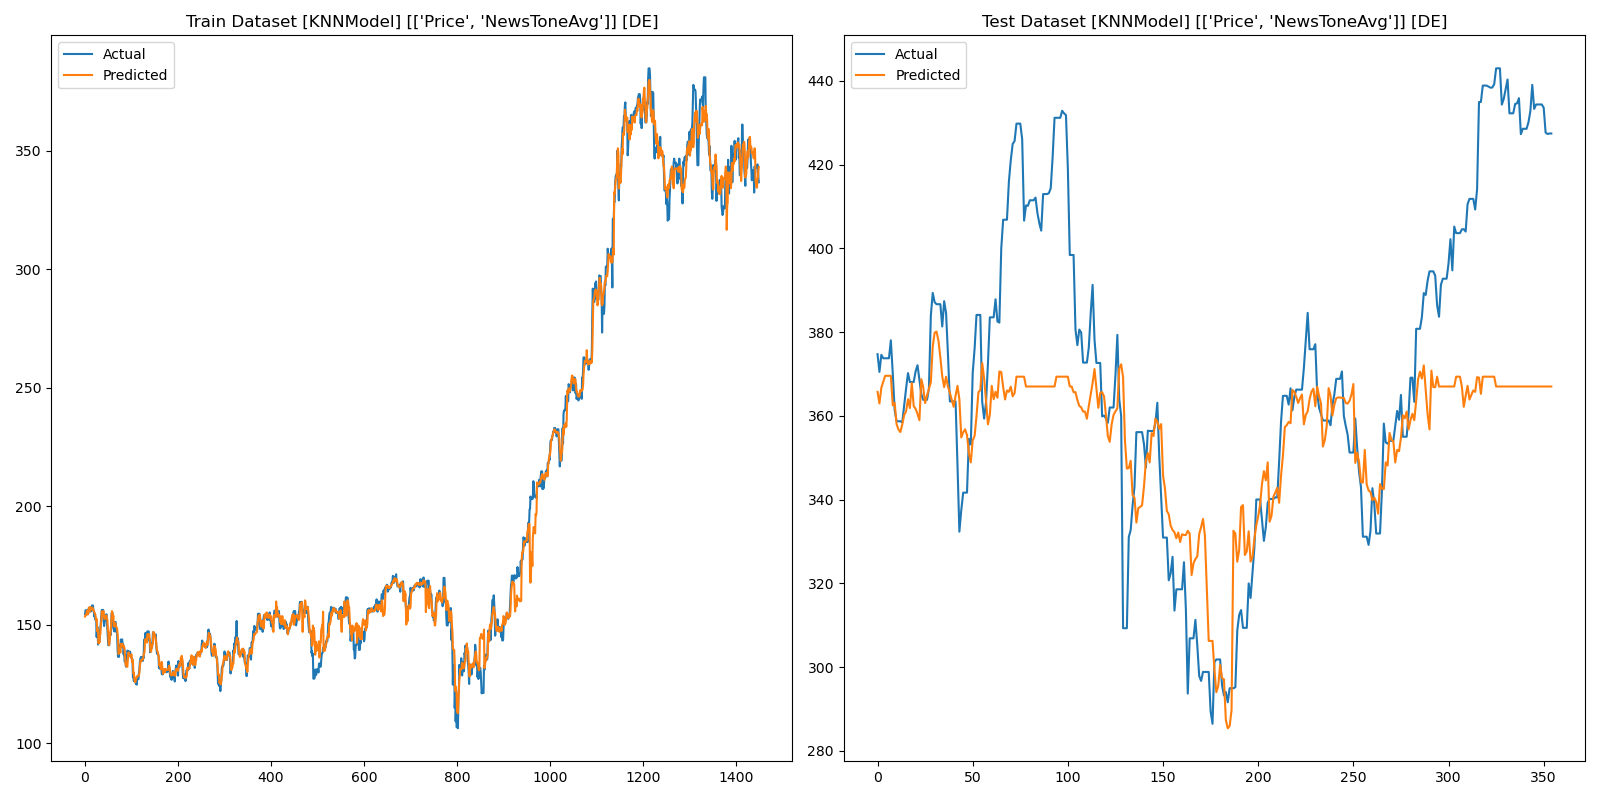 Train Dataset [KNNModel] [['Price', 'NewsToneAvg']] [DE]
Actual
Predicted
350
300
250
200
150
100
0 200 400 600 800 1000 1200 1400
Test Dataset [KNNModel] [['Price', 'NewsToneAvg']] [DE]
Actual
Predicted
440
420
400
380
360
340
320
300
280
0 50 100 150 200 250 300 350